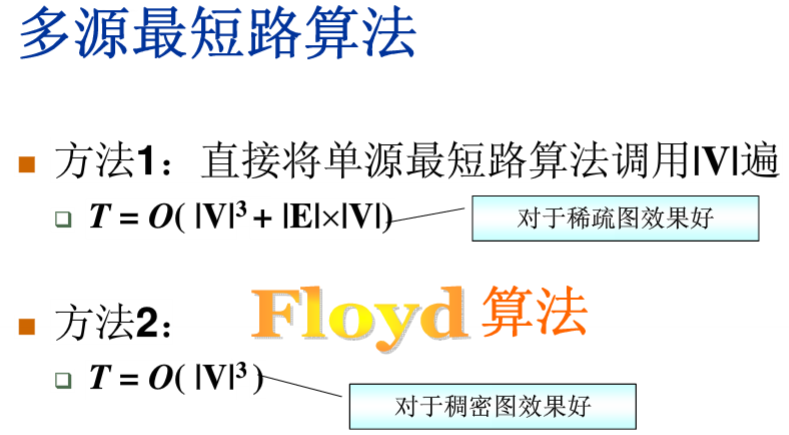 多源最短路算法
方法1：直接将单源最短路算法调用|V|遍
T = O( |V|³ + |E|×|V|)
对于稀疏图效果好
方法2：Floyd 算法
T = O( |V|³ )
对于稠密图效果好